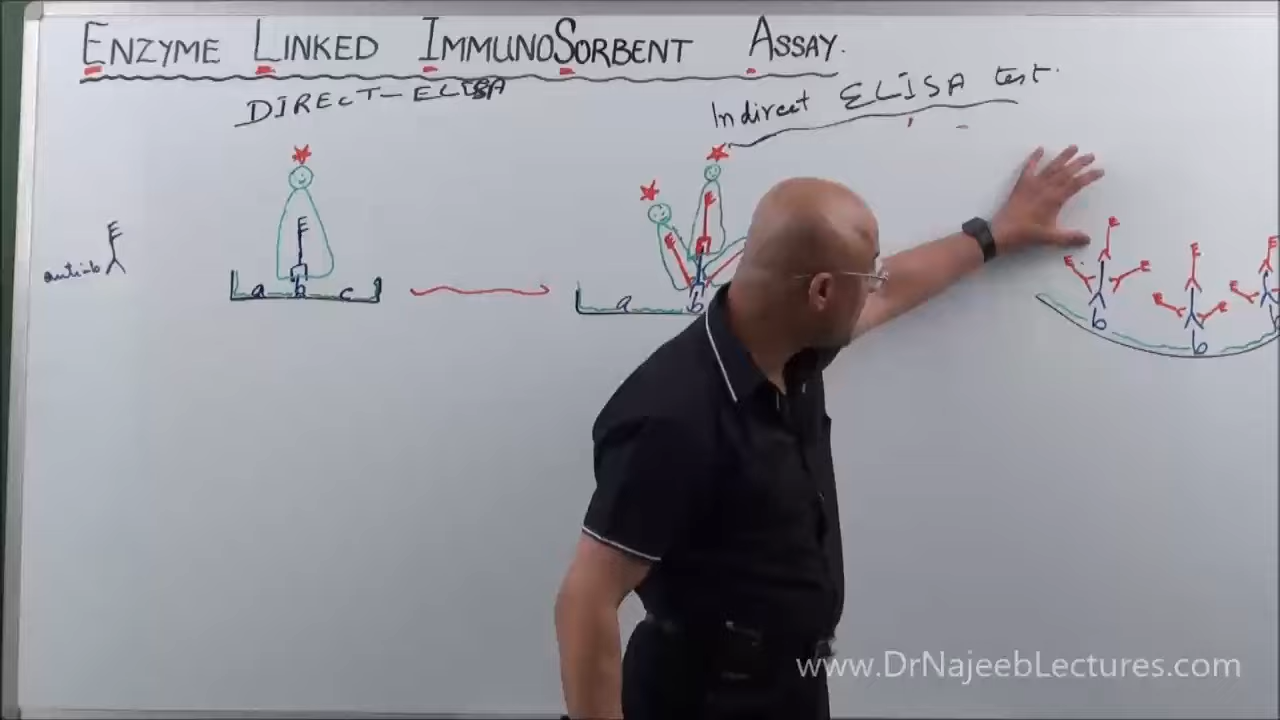 ENZYME LINKED IMMUNOSORBENT ASSAY.
DIRECT-ELISA
Indirect ELISA test.
E
anti-b
E
a b c
E E
a b
E E E
b
E E E
b
E E
b
www.DrNajeebLectures.com